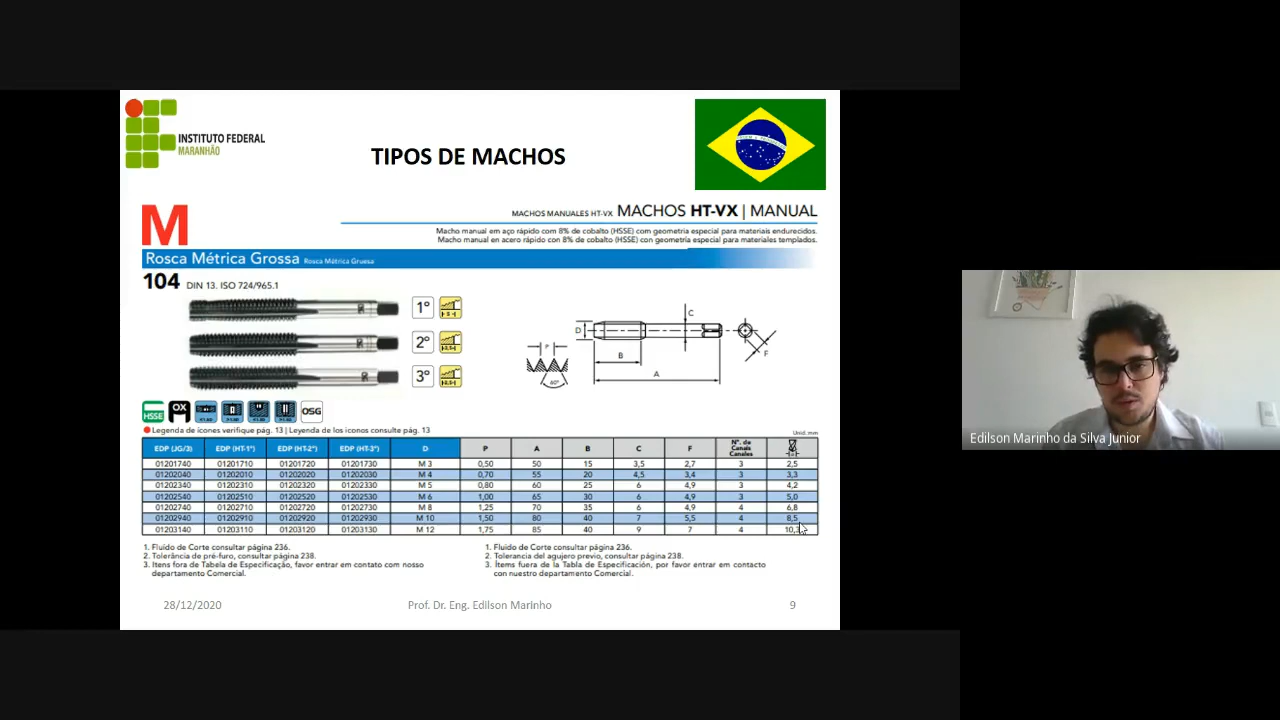 INSTITUTO FEDERAL
MARANHÃO
TIPOS DE MACHOS
M
MACHOS MANUALES HT-VX MACHOS HT-VX | MANUAL
Macho manual em aço rápido com 8% de cobalto (HSSE) com geometria especial para materiais endurecidos.
Macho manual en acero rápido con 8% de cobalto (HSSE) con geometría especial para materiales templados.
Rosca Métrica Grossa Rosca Métrica Gruesa
104 DIN 13. ISO 724/965.1
1°
2°
3°
D
C
B
A
F
P
60°
HSSE OX OSG
Legenda de ícones verifique pág. 13 | Leyenda de los iconos consulte pág. 13
Unid. mm
EDP (JG/3) EDP (HT-1°) EDP (HT-2°) EDP (HT-3°) D P A B C F N°. de Canais Canales
01201740 01201710 01201720 01201730 M 3 0,50 50 15 3,5 2,7 3 2,5
01202040 01202010 01202020 01202030 M 4 0,70 55 20 4,5 3,4 3 3,3
01202340 01202310 01202320 01202330 M 5 0,80 60 25 6 4,9 3 4,2
01202540 01202510 01202520 01202530 M 6 1,00 65 30 6 4,9 3 5,0
01202740 01202710 01202720 01202730 M 8 1,25 70 35 6 4,9 4 6,8
01202940 01202910 01202920 01202930 M 10 1,50 80 40 7 5,5 4 8,5
01203140 01203110 01203120 01203130 M 12 1,75 85 40 9 7 4
1. Fluído de Corte consultar página 236.
2. Tolerância de pré-furo, consultar página 238.
3. Itens fora de Tabela de Especificação, favor entrar em contato com nosso
departamento Comercial.
1. Fluido de Corte consultar página 236.
2. Tolerancia del agujero previo, consultar página 238.
3. Ítems fuera de la Tabla de Especificación, por favor entrar em contacto
con nuestro departamento Comercial.
28/12/2020
Prof. Dr. Eng. Edilson Marinho
9
Edilson Marinho da Silva Junior